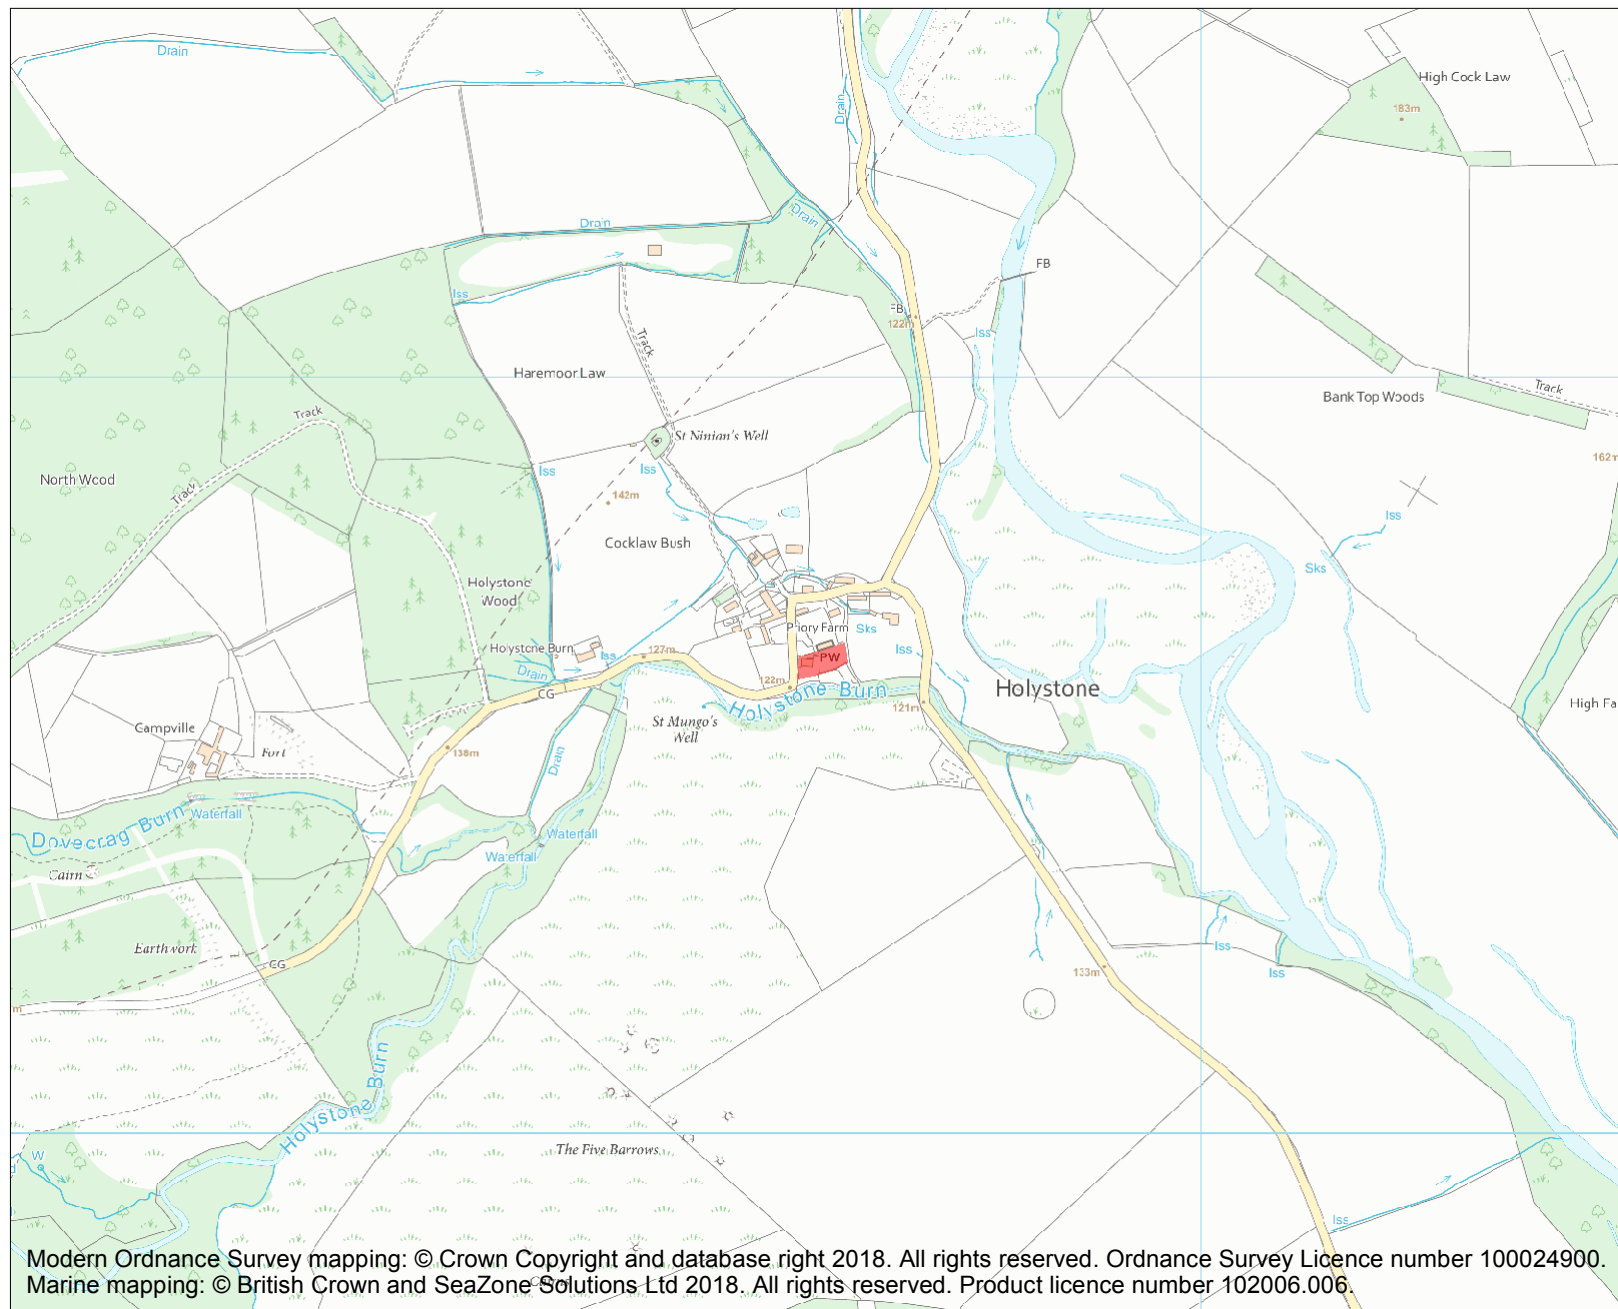 Drain
High Cock Law
183m
Drain
Drain
Drain
FB
Iss
FB
122m
Iss
Track
Haremoor Law
Track
Bank Top Woods
Track
St Ninian's Well
Iss
Iss
162m
North Wood
Track
142m
Iss
Cocklaw Bush
Sks
Holystone
Wood
Priory Farm
Sks
Holystone Burn
Iss
127m
Iss
PW
Drain
122m
Holystone Burn
Holystone
CG
121m
High Fa
St Mungo's
Well
Campville
Fort
138m
Drain
Waterfall
Dovecrag Burn
Waterfall
Waterfall
Cairn
Earthwork
CG
Iss
Iss
133m
m
Holystone Burn
The Five Barrows
W
Iss
Modern Ordnance Survey mapping: © Crown Copyright and database right 2018. All rights reserved. Ordnance Survey Licence number 100024900.
Marine mapping: © British Crown and SeaZone Solutions Ltd 2018. All rights reserved. Product licence number 102006.006.